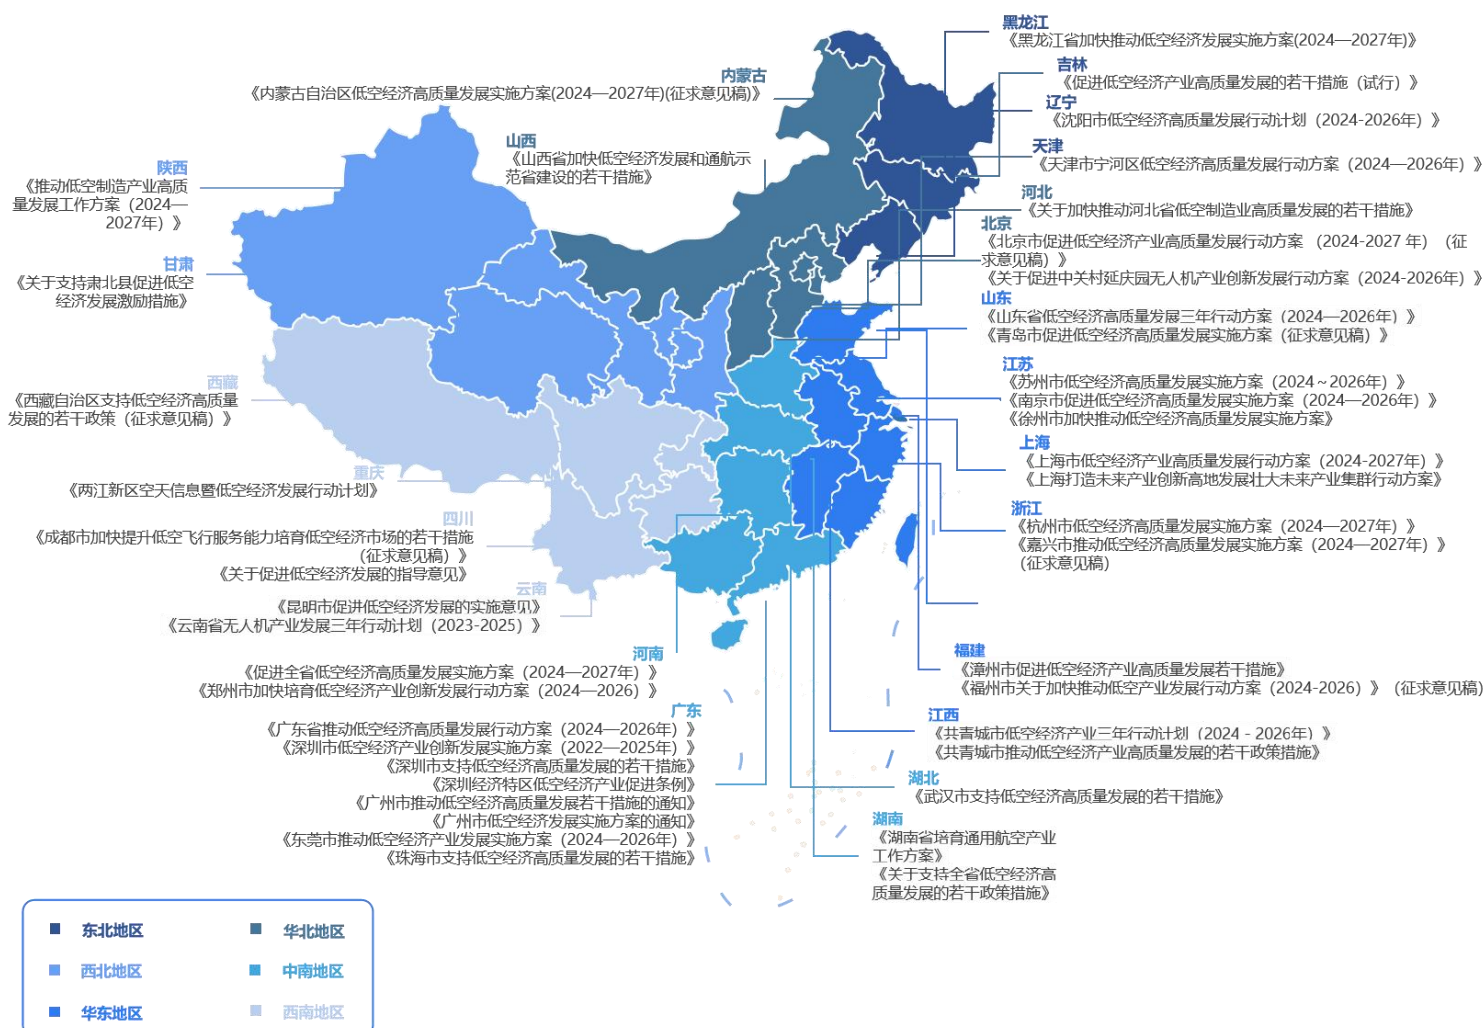 黑龙江
《黑龙江省加快推动低空经济发展实施方案(2024—2027年)》
吉林
《促进低空经济产业高质量发展的若干措施（试行）》
辽宁
《沈阳市低空经济高质量发展行动计划（2024-2026年）》
天津
《天津市宁河区低空经济高质量发展行动方案（2024—2026年）》
河北
《关于加快推动河北省低空制造业高质量发展的若干措施》
北京
《北京市促进低空经济产业高质量发展行动方案 （2024-2027 年）（征
求意见稿）》
《关于促进中关村延庆园无人机产业创新发展行动方案（2024-2026年）》
山东
《山东省低空经济高质量发展三年行动方案（2024—2026年）》
《青岛市促进低空经济高质量发展实施方案（征求意见稿）》
江苏
《苏州市低空经济高质量发展实施方案（2024～2026年）》
《南京市促进低空经济高质量发展实施方案（2024—2026年）》
《徐州市加快推动低空经济高质量发展实施方案》
上海
《上海市低空经济产业高质量发展行动方案（2024-2027年）》
《上海打造未来产业创新高地发展壮大未来产业集群行动方案》
浙江
《杭州市低空经济高质量发展实施方案（2024—2027年）》
《嘉兴市推动低空经济高质量发展实施方案（2024—2027年）》
(征求意见稿)
福建
《漳州市促进低空经济产业高质量发展若干措施》
《福州市关于加快推动低空产业发展行动方案（2024-2026）》（征求意见稿）
江西
《共青城市低空经济产业三年行动计划（2024 - 2026年）》
《共青城市推动低空经济产业高质量发展的若干政策措施》
湖北
《武汉市支持低空经济高质量发展的若干措施》
湖南
《湖南省培育通用航空产业
工作方案》
《关于支持全省低空经济高
质量发展的若干政策措施》
内蒙古
《内蒙古自治区低空经济高质量发展实施方案(2024—2027年)(征求意见稿)》
山西
《山西省加快低空经济发展和通航示
范省建设的若干措施》
陕西
《推动低空制造产业高质
量发展工作方案（2024—
2027年）》
甘肃
《关于支持肃北县促进低空
经济发展激励措施》
西藏
《西藏自治区支持低空经济高质量
发展的若干政策（征求意见稿）》
重庆
《两江新区空天信息暨低空经济发展行动计划》
四川
《成都市加快提升低空飞行服务能力培育低空经济市场的若干措施
（征求意见稿）》
《关于促进低空经济发展的指导意见》
云南
《昆明市促进低空经济发展的实施意见》
《云南省无人机产业发展三年行动计划（2023-2025）》
河南
《促进全省低空经济高质量发展实施方案（2024—2027年）》
《郑州市加快培育低空经济产业创新发展行动方案（2024—2026）》
广东
《广东省推动低空经济高质量发展行动方案（2024—2026年）》
《深圳市低空经济产业创新发展实施方案（2022—2025年）》
《深圳市支持低空经济高质量发展的若干措施》
《深圳经济特区低空经济产业促进条例》
《广州市推动低空经济高质量发展若干措施的通知》
《广州市低空经济发展实施方案的通知》
《东莞市推动低空经济产业发展实施方案（2024—2026年）》
《珠海市支持低空经济高质量发展的若干措施》
东北地区
华北地区
西北地区
中南地区
华东地区
西南地区